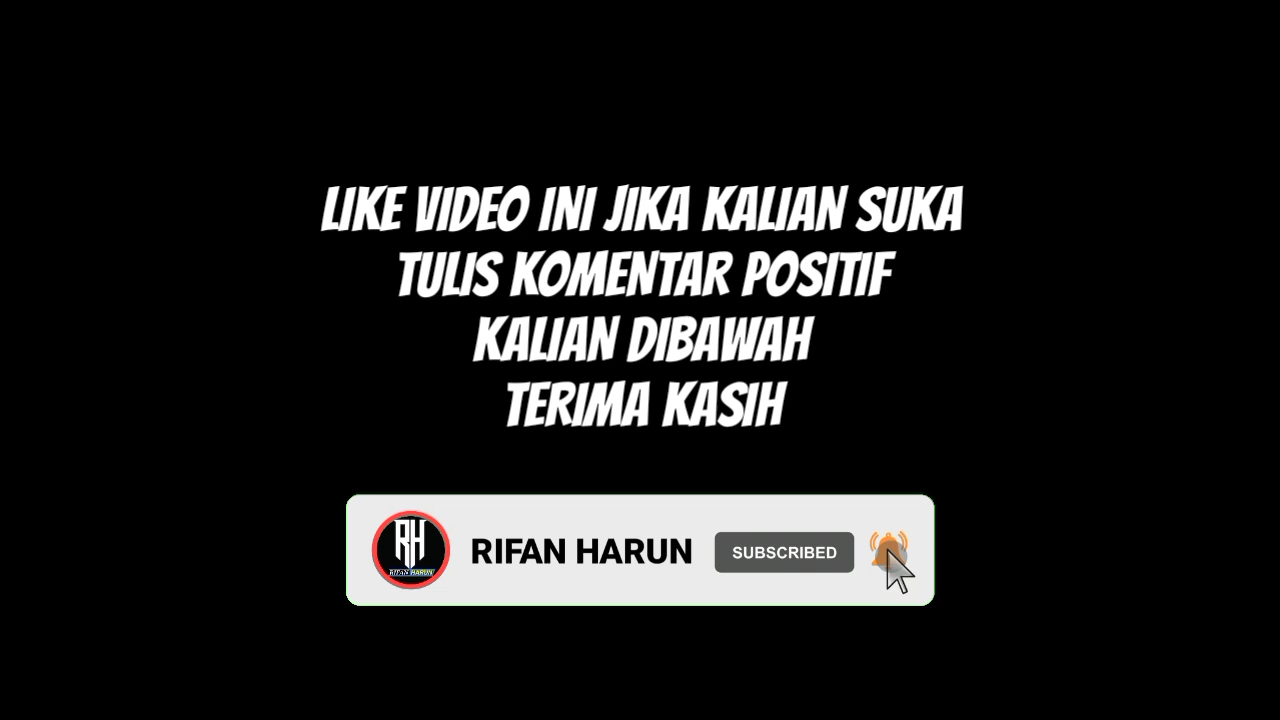 LIKE VIDEO INI JIKA KALIAN SUKA
TULIS KOMENTAR POSITIF
KALIAN DIBAWAH
TERIMA KASIH
RH
RIFAN HARUN
RIFAN HARUN
SUBSCRIBED